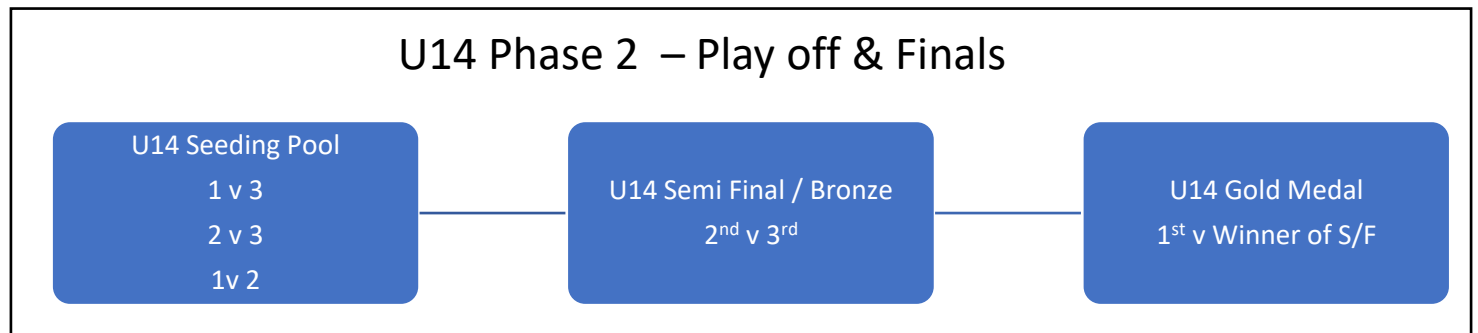 U14 Phase 2 – Play off & Finals
U14 Seeding Pool
1 v 3
2 v 3
1v 2
U14 Semi Final / Bronze
2nd v 3rd
U14 Gold Medal
1st v Winner of S/F